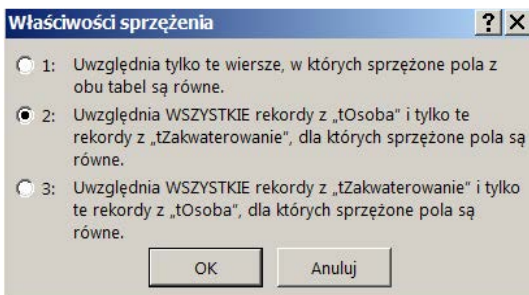 Właściwości sprzężenia
1: Uwzględnia tylko te wiersze, w których sprzężone pola z
obu tabel są równe.
2: Uwzględnia WSZYSTKIE rekordy z „tOsoba" i tylko te
rekordy z „tZakwaterowanie", dla których sprzężone pola są
równe.
3: Uwzględnia WSZYSTKIE rekordy z „tZakwaterowanie" i tylko
te rekordy z „tOsoba", dla których sprzężone pola są
równe.
OK Anuluj